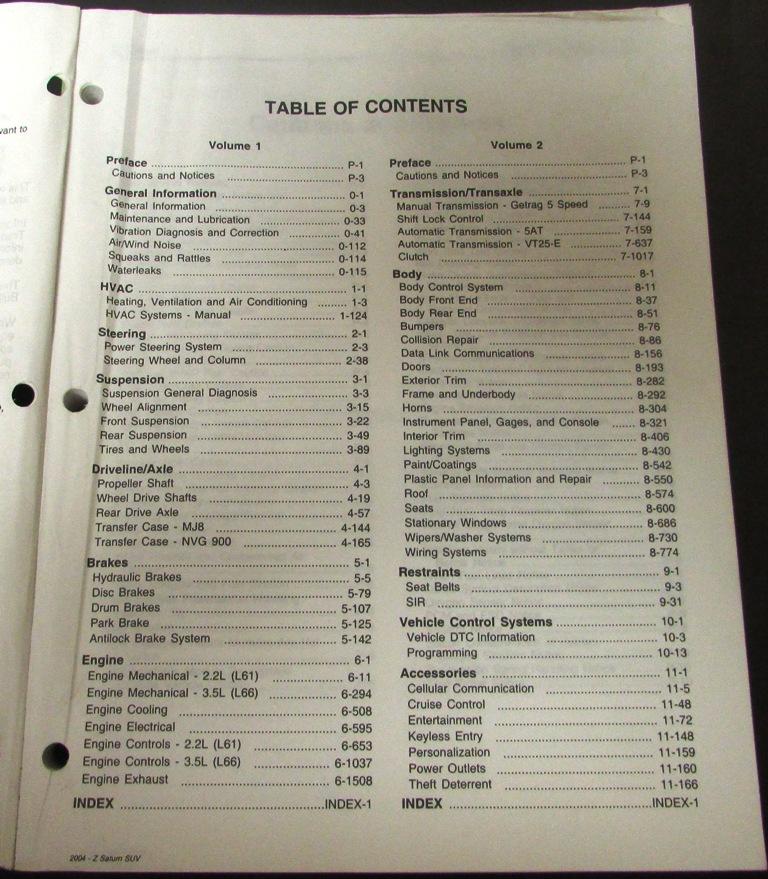 vant to
TABLE OF CONTENTS
Volume 1
Preface ... P-1
Cautions and Notices ... P-3
General Information ... 0-1
General Information ... 0-3
Maintenance and Lubrication ... 0-33
Vibration Diagnosis and Correction ... 0-41
Air/Wind Noise ... 0-112
Squeaks and Rattles ... 0-114
Waterleaks ... 0-115
HVAC ... 1-1
Heating, Ventilation and Air Conditioning ... 1-3
HVAC Systems - Manual ... 1-124
Steering ... 2-1
Power Steering System ... 2-3
Steering Wheel and Column ... 2-38
Suspension ... 3-1
Suspension General Diagnosis ... 3-3
Wheel Alignment ... 3-15
Front Suspension ... 3-22
Rear Suspension ... 3-49
Tires and Wheels ... 3-89
Driveline/Axle ... 4-1
Propeller Shaft ... 4-3
Wheel Drive Shafts ... 4-19
Rear Drive Axle ... 4-57
Transfer Case - MJ8 ... 4-144
Transfer Case - NVG 900 ... 4-165
Brakes ... 5-1
Hydraulic Brakes ... 5-5
Disc Brakes ... 5-79
Drum Brakes ... 5-107
Park Brake ... 5-125
Antilock Brake System ... 5-142
Engine ... 6-1
Engine Mechanical - 2.2L (L61) ... 6-11
Engine Mechanical - 3.5L (L66) ... 6-294
Engine Cooling ... 6-508
Engine Electrical ... 6-595
Engine Controls - 2.2L (L61) ... 6-653
Engine Controls - 3.5L (L66) ... 6-1037
Engine Exhaust ... 6-1508
INDEX ... INDEX-1
Volume 2
Preface ... P-1
Cautions and Notices ... P-3
Transmission/Transaxle ... 7-1
Manual Transmission - Getrag 5 Speed ... 7-9
Shift Lock Control ... 7-144
Automatic Transmission - 5AT ... 7-159
Automatic Transmission - VT25-E ... 7-637
Clutch ... 7-1017
Body ... 8-1
Body Control System ... 8-11
Body Front End ... 8-37
Body Rear End ... 8-51
Bumpers ... 8-76
Collision Repair ... 8-86
Data Link Communications ... 8-156
Doors ... 8-193
Exterior Trim ... 8-282
Frame and Underbody ... 8-292
Horns ... 8-304
Instrument Panel, Gages, and Console ... 8-321
Interior Trim ... 8-406
Lighting Systems ... 8-430
Paint/Coatings ... 8-542
Plastic Panel Information and Repair ... 8-550
Roof ... 8-574
Seats ... 8-600
Stationary Windows ... 8-686
Wipers/Washer Systems ... 8-730
Wiring Systems ... 8-774
Restraints ... 9-1
Seat Belts ... 9-3
SIR ... 9-31
Vehicle Control Systems ... 10-1
Vehicle DTC Information ... 10-3
Programming ... 10-13
Accessories ... 11-1
Cellular Communication ... 11-5
Cruise Control ... 11-48
Entertainment ... 11-72
Keyless Entry ... 11-148
Personalization ... 11-159
Power Outlets ... 11-160
Theft Deterrent ... 11-166
INDEX ... INDEX-1
2004 - Z Saturn SUV